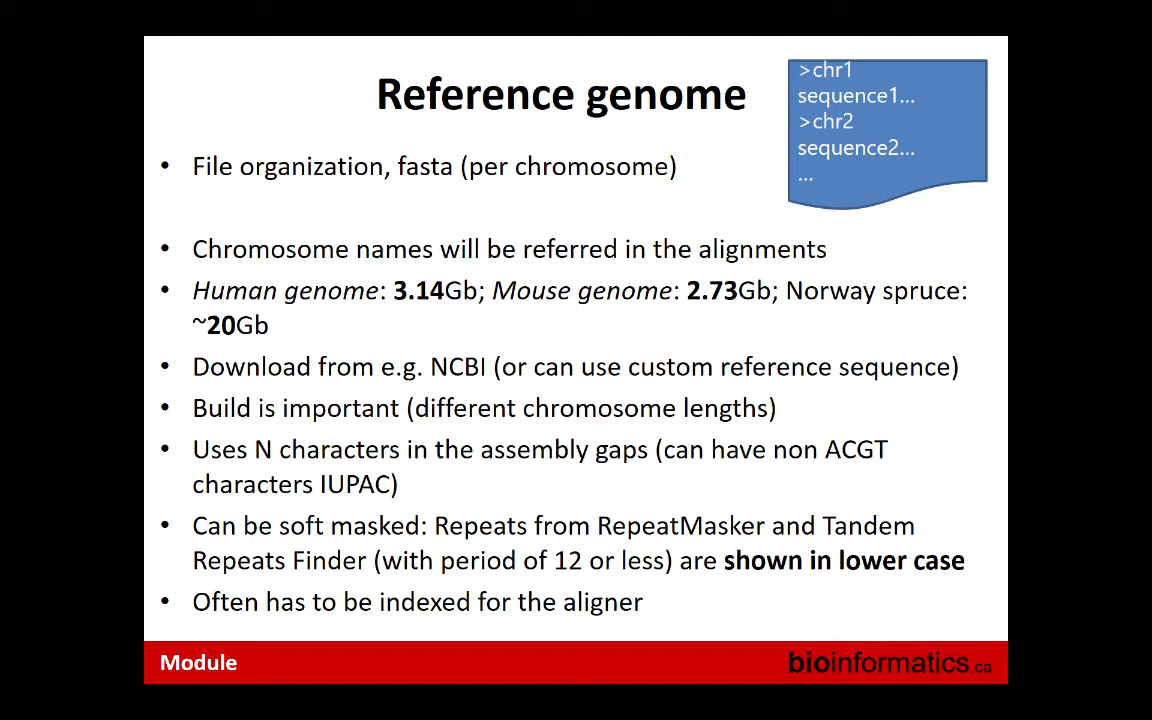 Reference genome
>chr1
sequence1...
>chr2
sequence2...
...
• File organization, fasta (per chromosome)
• Chromosome names will be referred in the alignments
• Human genome: 3.14Gb; Mouse genome: 2.73Gb; Norway spruce:
~20Gb
• Download from e.g. NCBI (or can use custom reference sequence)
• Build is important (different chromosome lengths)
• Uses N characters in the assembly gaps (can have non ACGT
characters IUPAC)
• Can be soft masked: Repeats from RepeatMasker and Tandem
Repeats Finder (with period of 12 or less) are shown in lower case
• Often has to be indexed for the aligner
Module
bioinformatics.ca